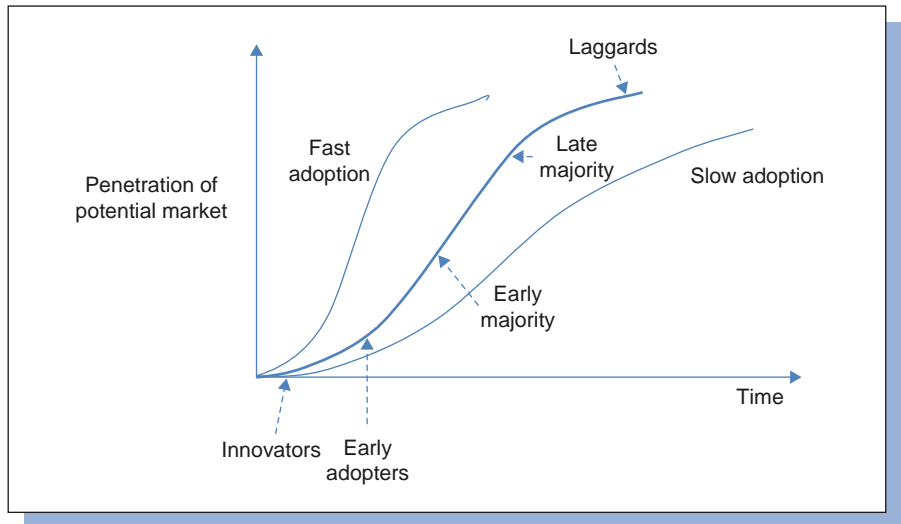 Laggards
Fast
adoption
Late
majority
Slow adoption
Penetration of
potential market
Early
majority
Time
Innovators
Early
adopters